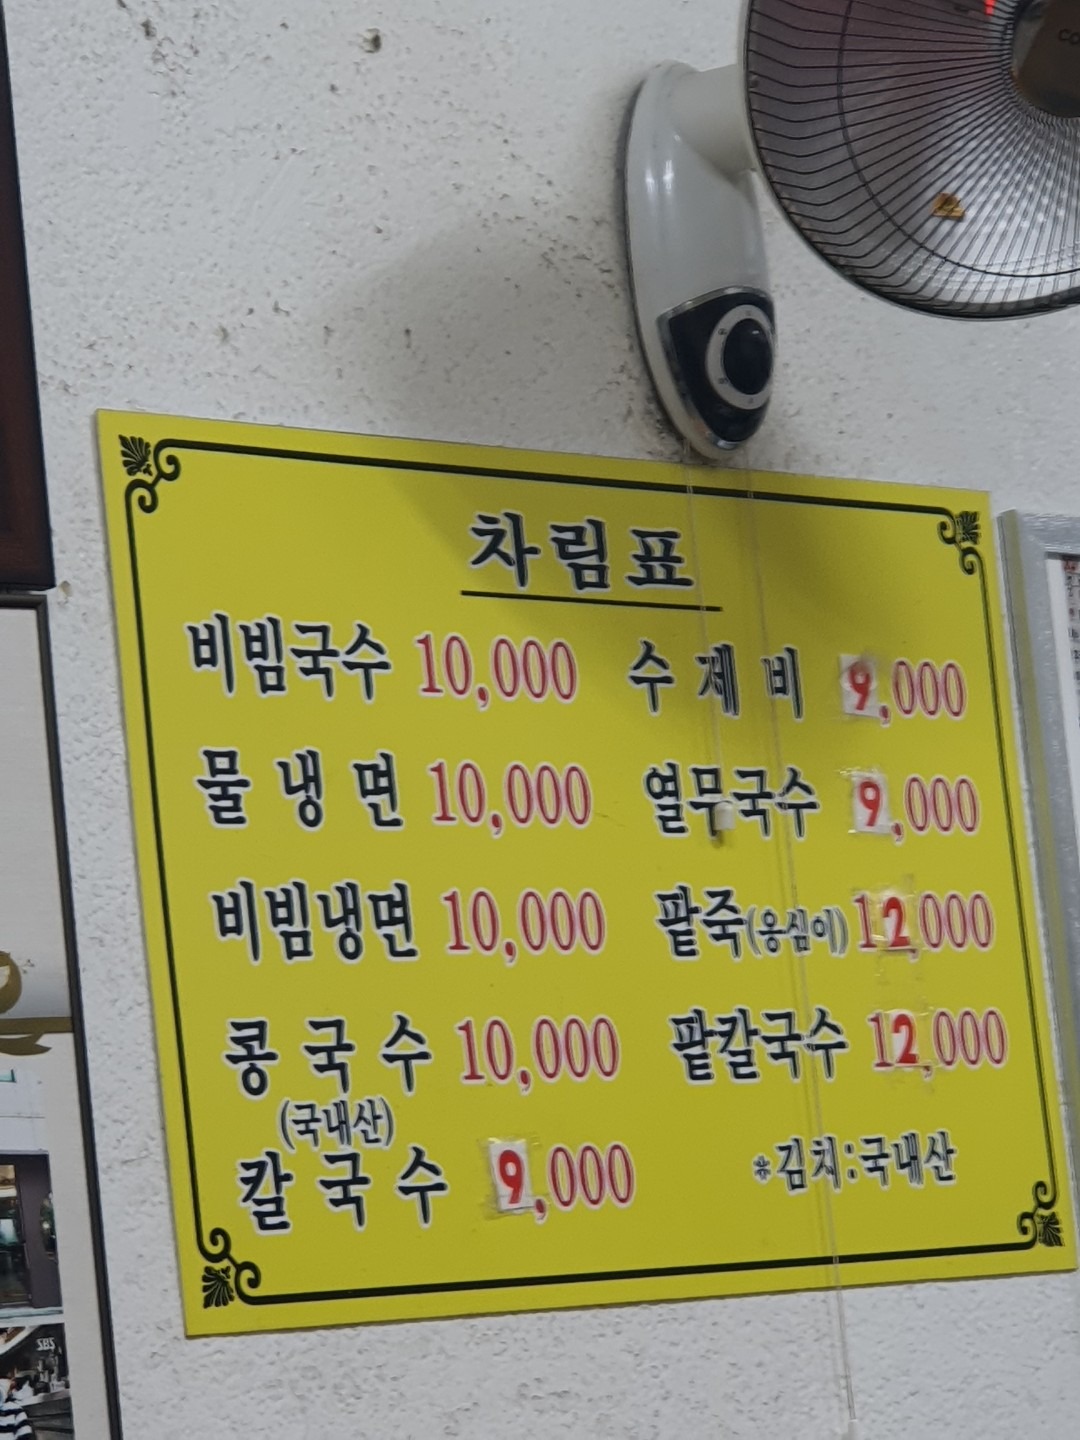 차림표
비빔국수 10,000
물냉면 10,000
비빔냉면 10,000
콩국수 10,000
(국내산)
칼국수 9,000
수제비 9,000
열무국수 9,000
팥죽(옹심이) 12,000
팥칼국수 12,000
*김치:국내산
SBS